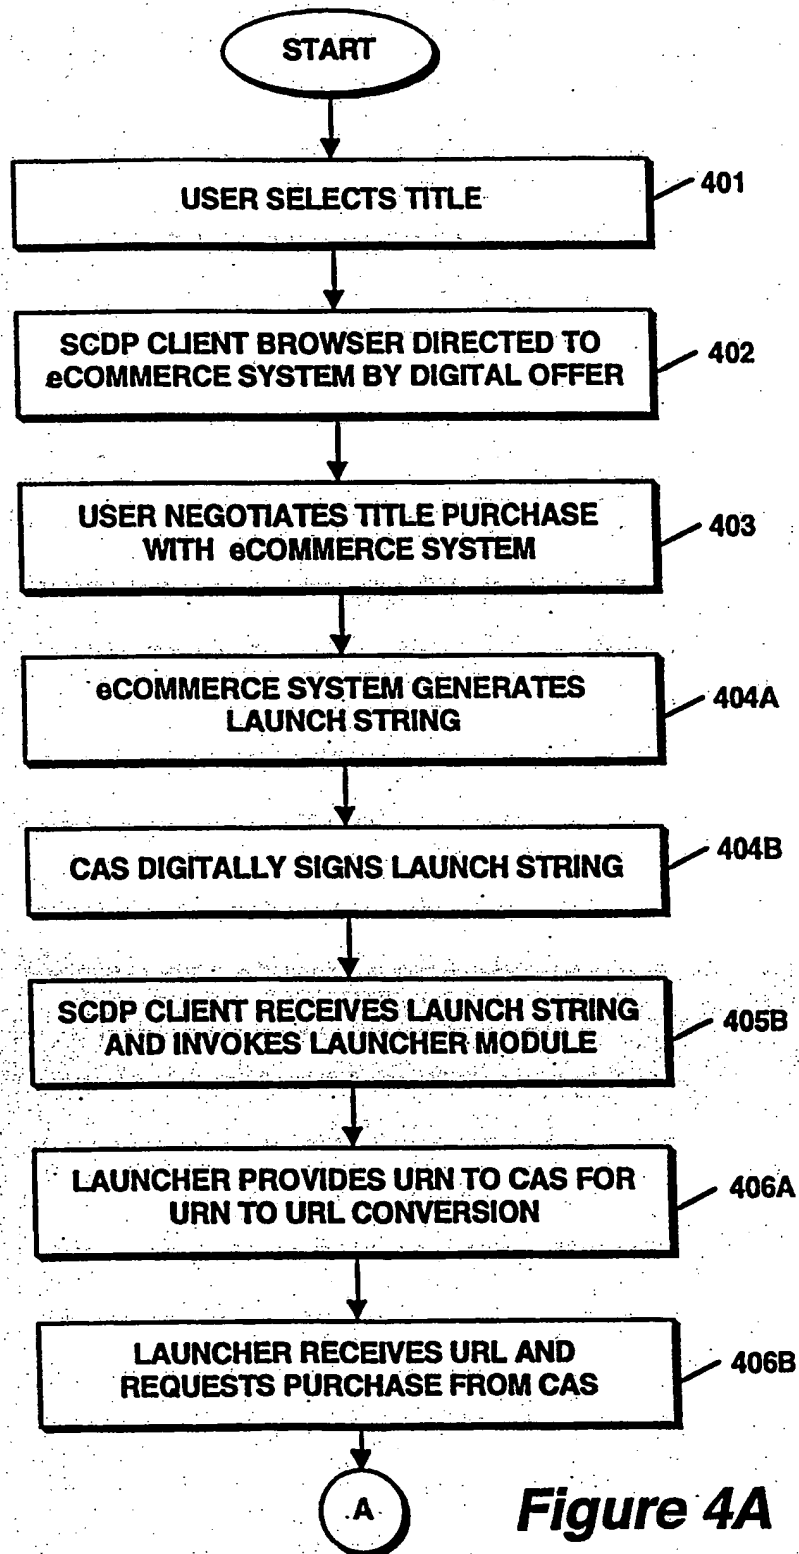 START
USER SELECTS TITLE
401
SCDP CLIENT BROWSER DIRECTED TO
eCOMMERCE SYSTEM BY DIGITAL OFFER
402
USER NEGOTIATES TITLE PURCHASE
WITH eCOMMERCE SYSTEM
403
eCOMMERCE SYSTEM GENERATES
LAUNCH STRING
404A
CAS DIGITALLY SIGNS LAUNCH STRING
404B
SCDP CLIENT RECEIVES LAUNCH STRING
AND INVOKES LAUNCHER MODULE
405B
LAUNCHER PROVIDES URN TO CAS FOR
URN TO URL CONVERSION
406A
LAUNCHER RECEIVES URL AND
REQUESTS PURCHASE FROM CAS
406B
A
Figure 4A